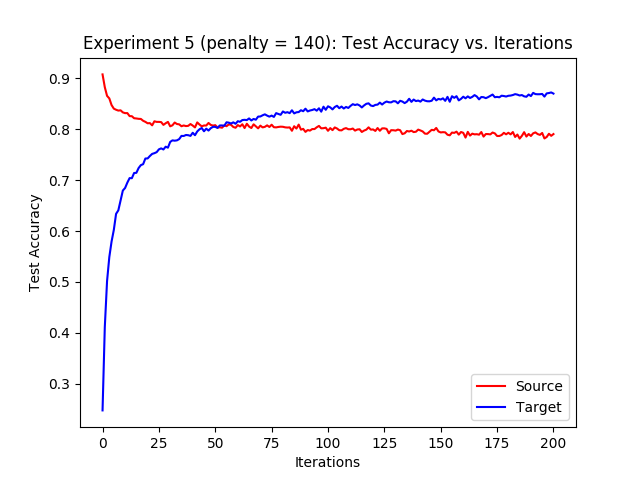 Experiment 5 (penalty = 140): Test Accuracy vs. Iterations
0.9
0.8
0.7
0.6
0.5
0.4
0.3
Test Accuracy
Source
Target
0 25 50 75 100 125 150 175 200
Iterations